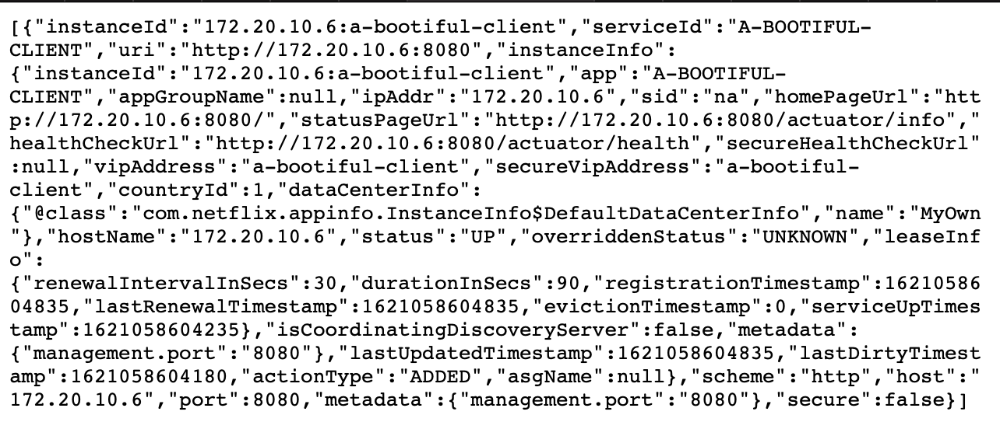 [{"instanceId":"172.20.10.6:a-bootiful-client","serviceId":"A-BOOTIFUL-
CLIENT","uri":"http://172.20.10.6:8080","instanceInfo":
{"instanceId":"172.20.10.6:a-bootiful-client","app":"A-BOOTIFUL-
CLIENT","appGroupName":null,"ipAddr":"172.20.10.6","sid":"na","homePageUrl":"htt
p://172.20.10.6:8080/","statusPageUrl":"http://172.20.10.6:8080/actuator/info","
healthCheckUrl":"http://172.20.10.6:8080/actuator/health","secureHealthCheckUrl"
:null,"vipAddress":"a-bootiful-client","secureVipAddress":"a-bootiful-
client","countryId":1,"dataCenterInfo":
{"@class":"com.netflix.appinfo.InstanceInfo$DefaultDataCenterInfo","name":"MyOwn
"},"hostName":"172.20.10.6","status":"UP","overriddenStatus":"UNKNOWN","leaseInf
o":
{"renewalIntervalInSecs":30,"durationInSecs":90,"registrationTimestamp":16210586
04835,"lastRenewalTimestamp":1621058604835,"evictionTimestamp":0,"serviceUpTimes
tamp":1621058604235},"isCoordinatingDiscoveryServer":false,"metadata":
{"management.port":"8080"},"lastUpdatedTimestamp":1621058604835,"lastDirtyTimest
amp":1621058604180,"actionType":"ADDED","asgName":null},"scheme":"http","host":"
172.20.10.6","port":8080,"metadata":{"management.port":"8080"},"secure":false}]